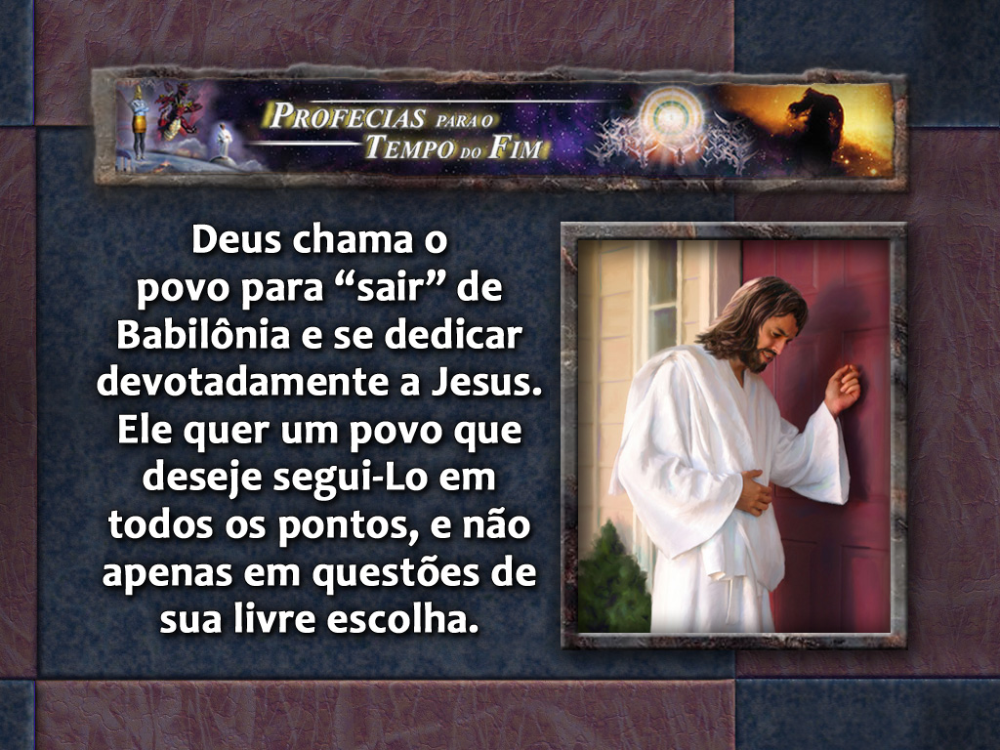 PROFECIAS PARA O
TEMPO DO FIM
Deus chama o
povo para “sair” de
Babilônia e se dedicar
devotadamente a Jesus.
Ele quer um povo que
deseje segui-Lo em
todos os pontos, e não
apenas em questões de
sua livre escolha.